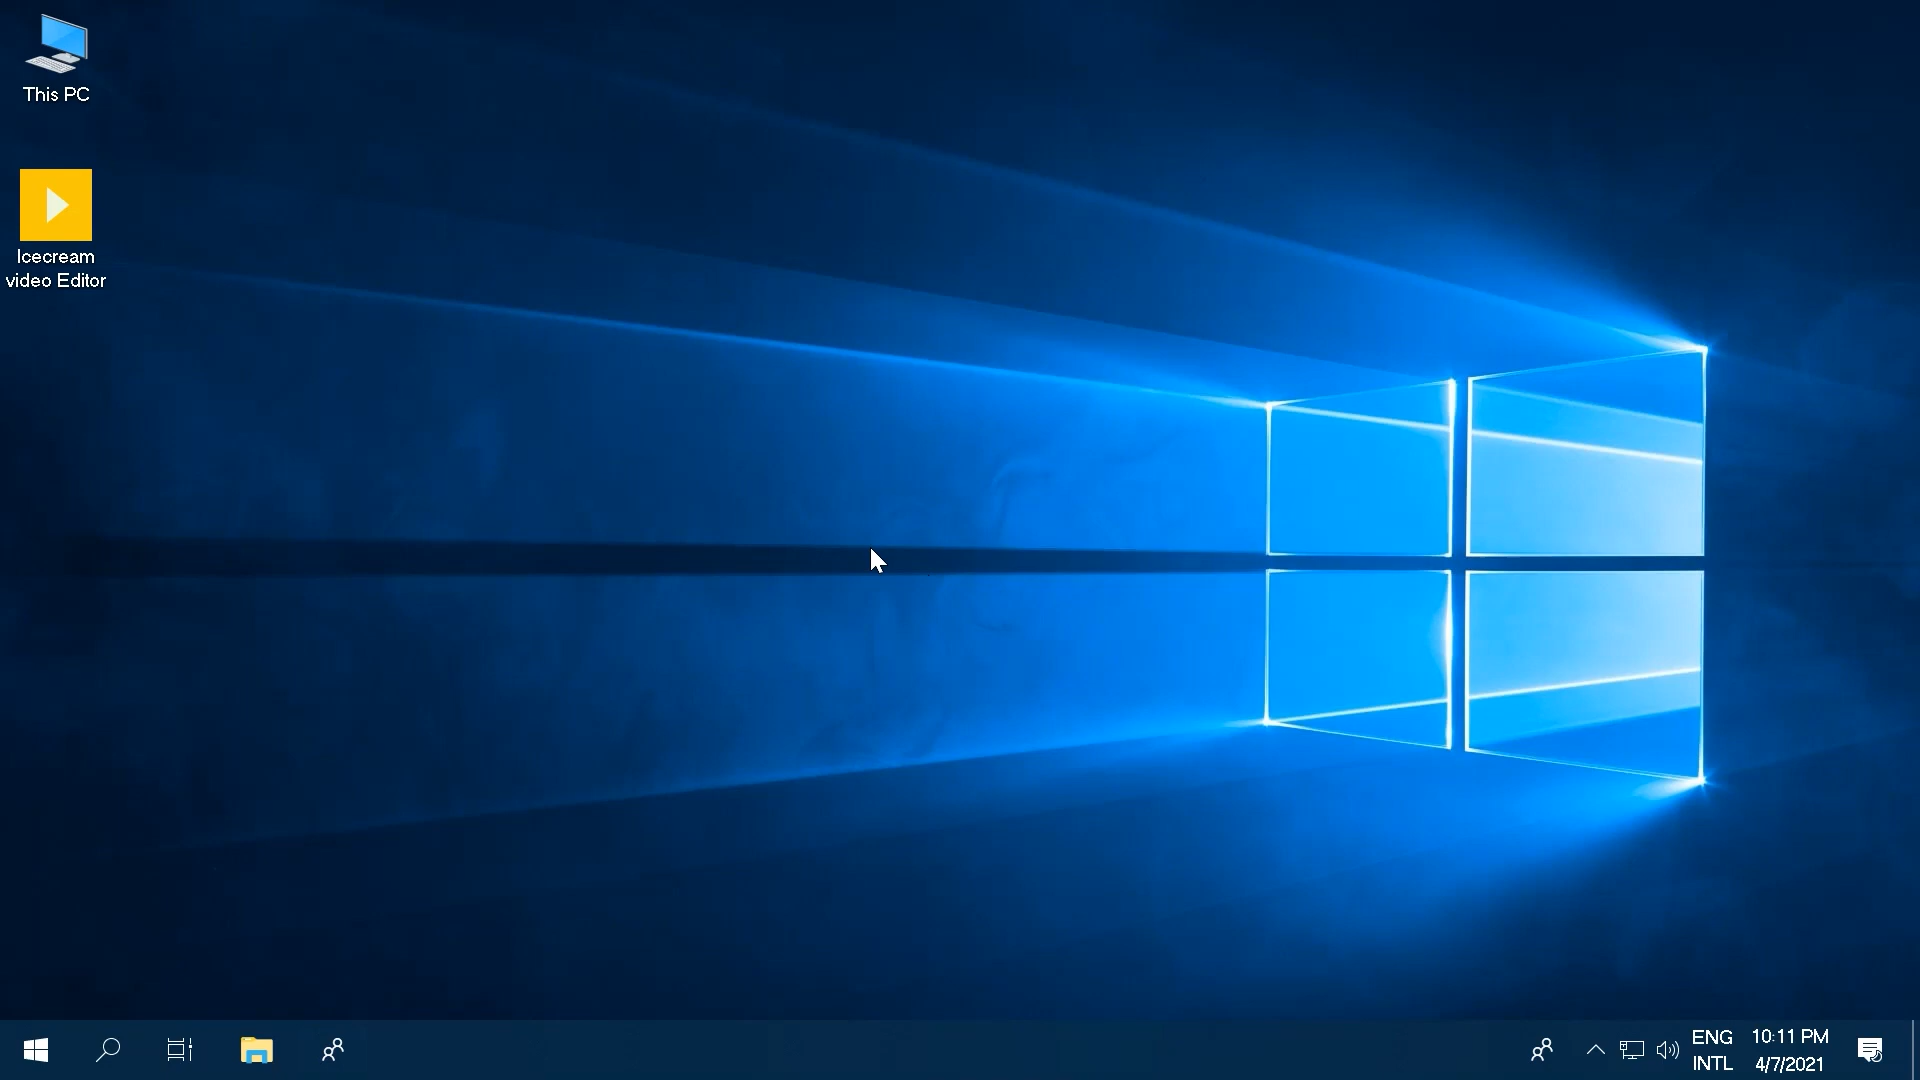 This PC
Icecream
video Editor
ENG
INTL
10:11 PM
4/7/2021